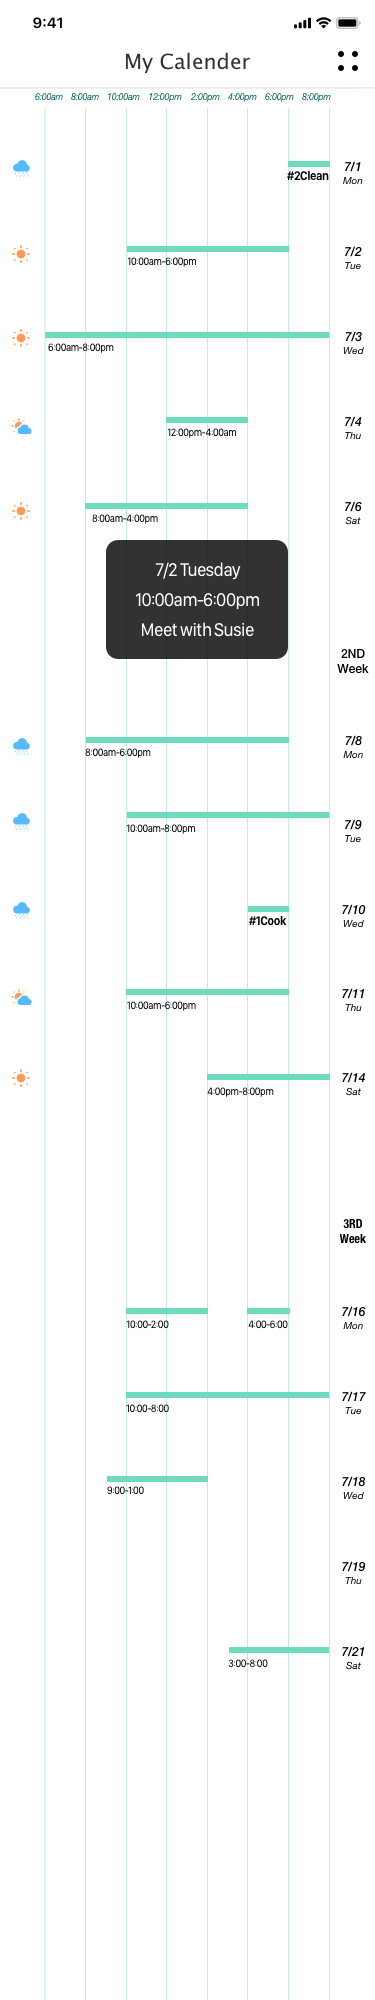 9:41
My Calender
6:00am 8:00am 10:00am 12:00pm 2:00pm 4:00pm 6:00pm 8:00pm
7/1
#2Clean
Mon
7/2
10:00am-6:00pm
Tue
7/3
6:00am-8:00pm
Wed
7/4
12:00pm-4:00am
Thu
7/6
8:00am-4:00pm
Sat
7/2 Tuesday
10:00am-6:00pm
Meet with Susie
2ND
Week
7/8
8:00am-6:00pm
Mon
7/9
10:00am-8:00pm
Tue
7/10
#1Cook
Wed
7/11
10:00am-6:00pm
Thu
7/14
4:00pm-8:00pm
Sat
3RD
Week
7/16
10:00-2:00 4:00-6:00
Mon
7/17
10:00-8:00
Tue
7/18
9:00-1:00
Wed
7/19
Thu
7/21
3:00-8:00
Sat